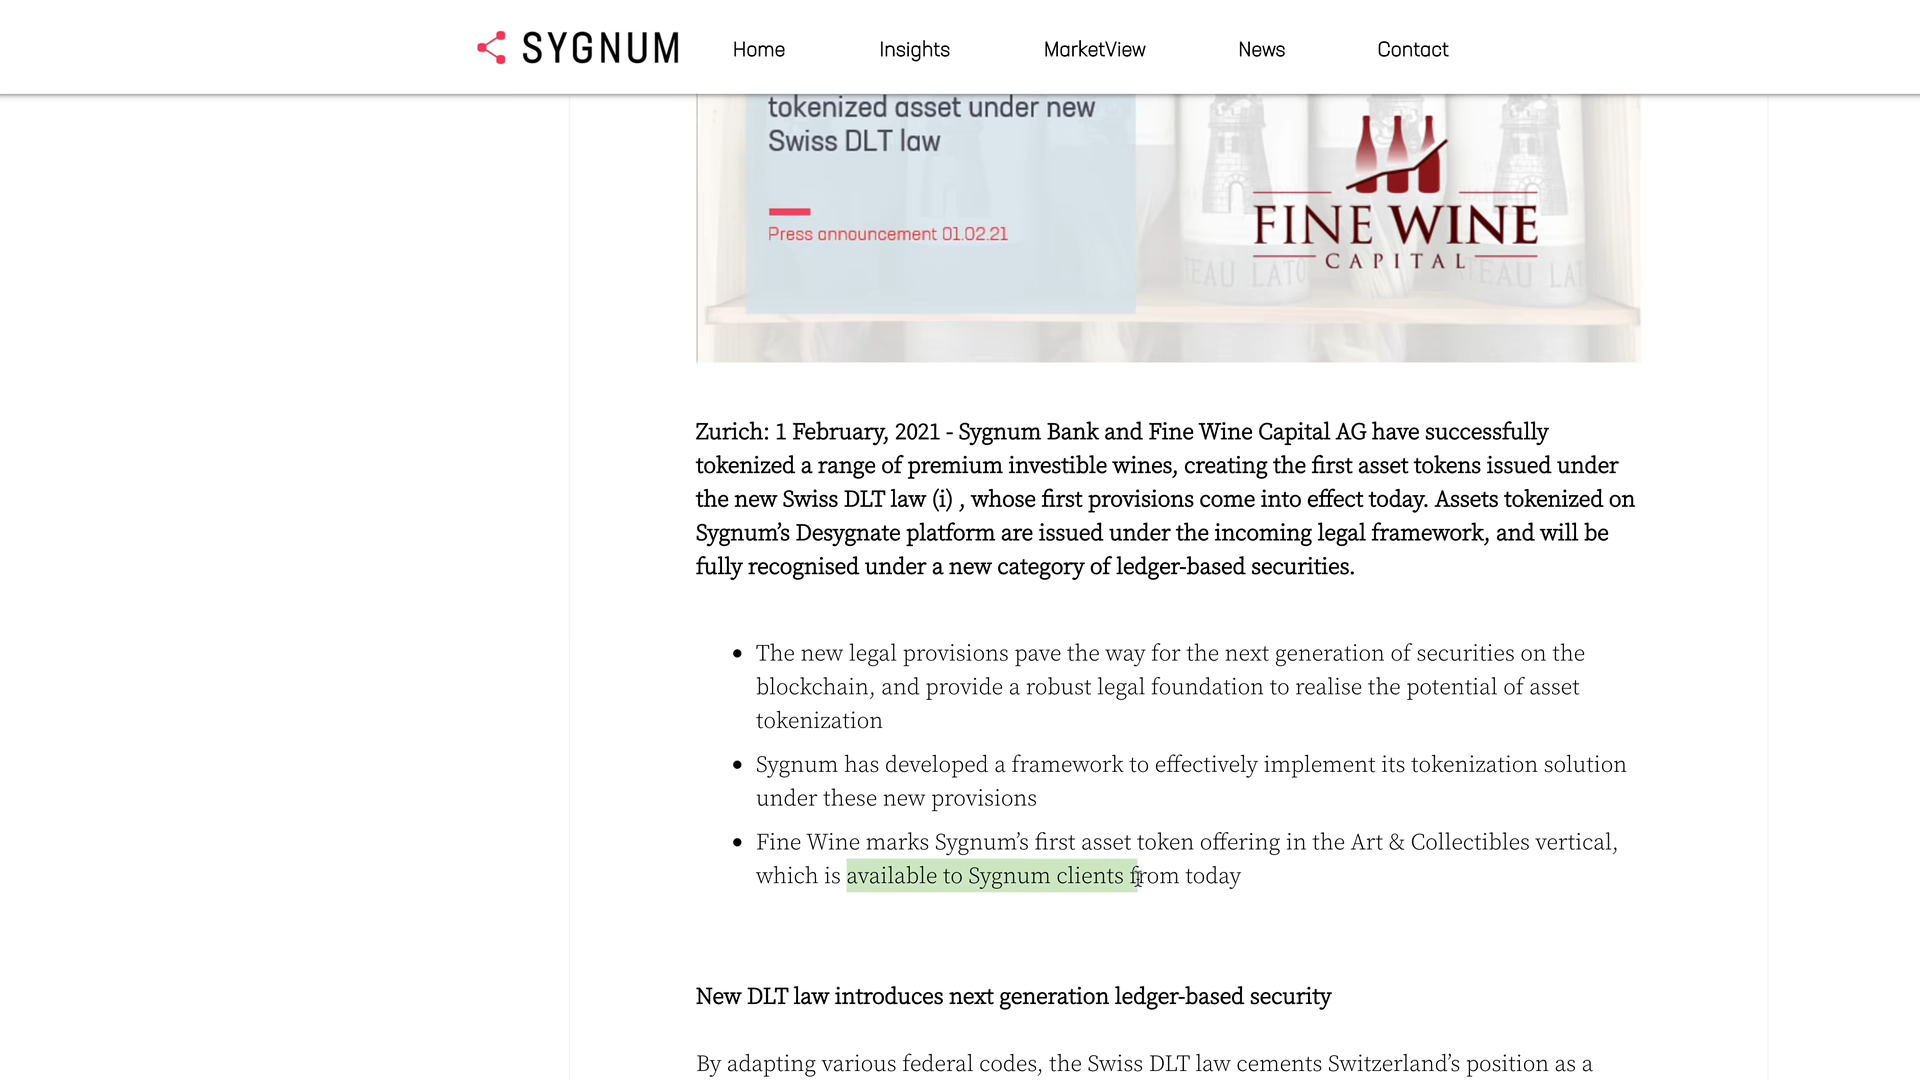 SYGNUM
Home
Insights
MarketView
News
Contact
tokenized asset under new
Swiss DLT law
Press announcement 01.02.21
FINE WINE
CAPITAL
TEAU LATO
TEAU LAT
Zurich: 1 February, 2021 - Sygnum Bank and Fine Wine Capital AG have successfully
tokenized a range of premium investible wines, creating the first asset tokens issued under
the new Swiss DLT law (i) , whose first provisions come into effect today. Assets tokenized on
Sygnum’s Desygnate platform are issued under the incoming legal framework, and will be
fully recognised under a new category of ledger-based securities.
• The new legal provisions pave the way for the next generation of securities on the
blockchain, and provide a robust legal foundation to realise the potential of asset
tokenization
• Sygnum has developed a framework to effectively implement its tokenization solution
under these new provisions
• Fine Wine marks Sygnum’s first asset token offering in the Art & Collectibles vertical,
which is available to Sygnum clients from today
New DLT law introduces next generation ledger-based security
By adapting various federal codes, the Swiss DLT law cements Switzerland’s position as a